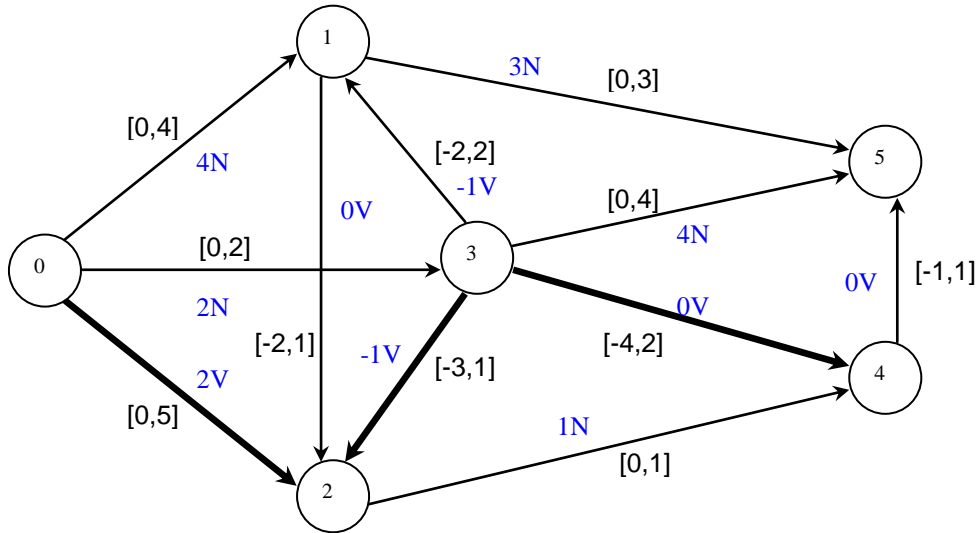 1
3N
[0,3]
[0,4]
4N
[-2,2]
-1V
5
[0,4]
0V
4N
[0,2]
3
0
[-1,1]
0V
2N
0V
[-2,1]
-1V
[-4,2]
[-3,1]
2V
4
[0,5]
1N
[0,1]
2